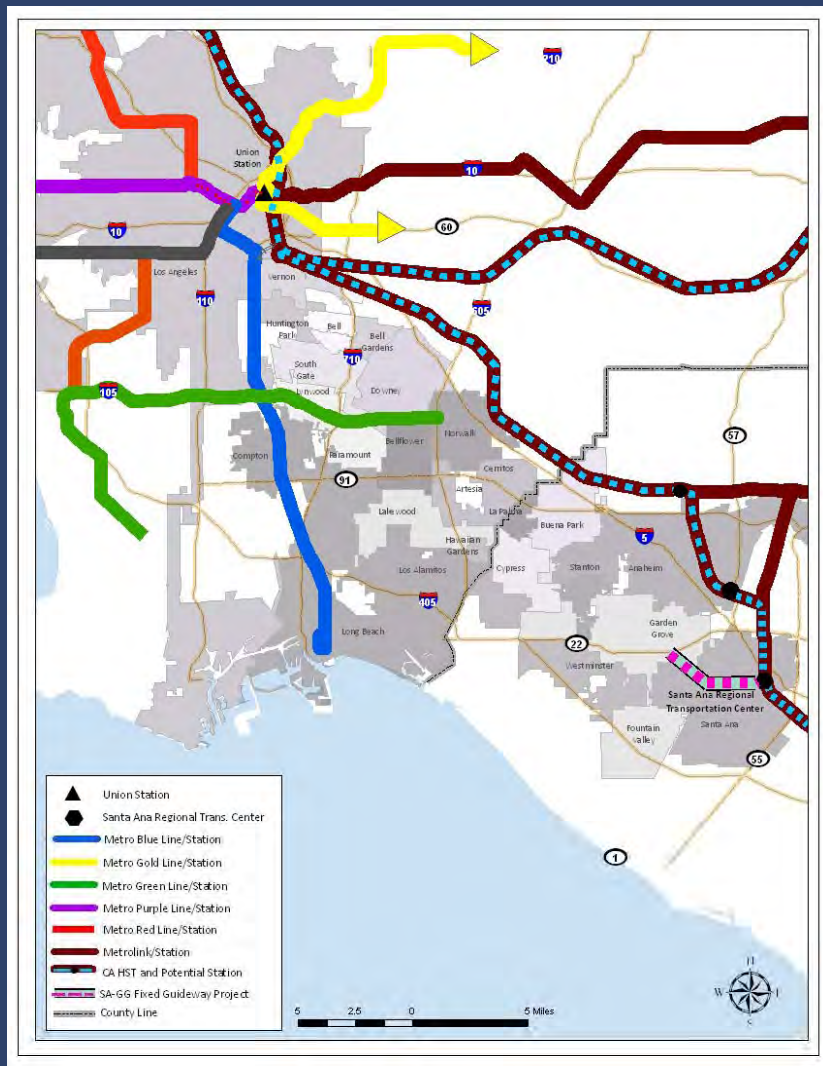 210
Union
Station
10
60
10
Los Angeles
Vernon
110
605
Huntington
Park
Bell
Bell
Gardens
710
South
Gate
Lynwood
Downey
105
57
Compton
Paramount
Bellflower
Norwalk
91
Cerritos
Artesia
La Palma
Lakewood
Buena Park
Hawaiian
Gardens
5
Los Alamitos
Cypress
Stanton
Anaheim
405
Garden
Grove
Long Beach
22
Westminster
Santa Ana Regional
Transportation Center
Santa Ana
Fountain
Valley
55
1
Union Station
Santa Ana Regional Trans. Center
Metro Blue Line/Station
Metro Gold Line/Station
Metro Green Line/Station
Metro Purple Line/Station
Metro Red Line/Station
Metrolink/Station
CA HST and Potential Station
SA-GG Fixed Guideway Project
County Line
5 2.5 0 5 Miles
W
S